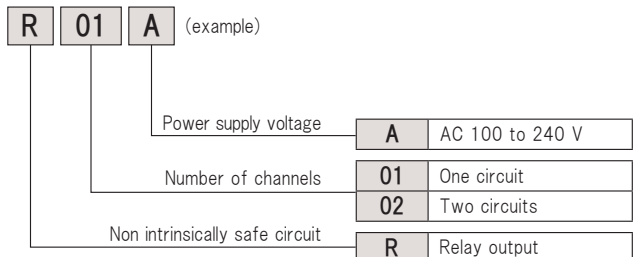 R 01 A (example)
Power supply voltage A AC 100 to 240 V
Number of channels 01 One circuit
02 Two circuits
Non intrinsically safe circuit R Relay output